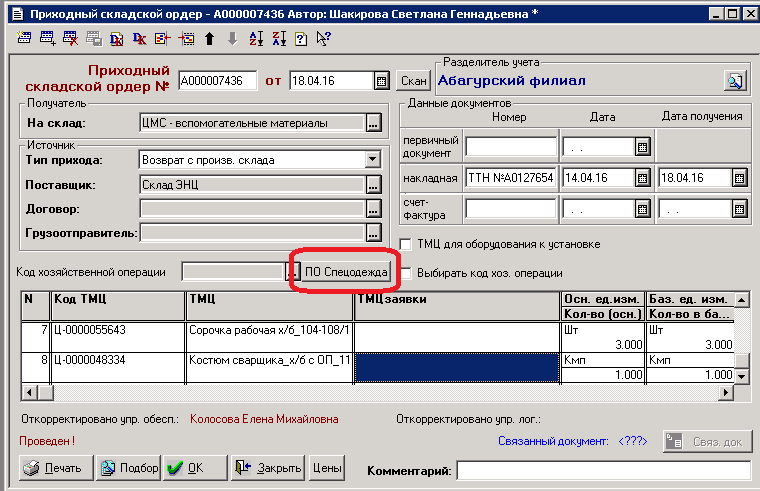 Приходный складской ордер - А000007436 Автор: Шакирова Светлана Геннадьевна *
Приходный складской ордер № А000007436 от 18.04.16 Скан
Разделитель учета
Абагурский филиал
Получатель
На склад: ЦМС - вспомогательные материалы ...
Источник
Тип прихода: Возврат с произв. склада
Поставщик: Склад ЭНЦ ...
Договор: ...
Грузоотправитель: ...
Данные документов
Номер Дата Дата получения
первичный документ . .
накладная ТТН №А0127654 14.04.16 18.04.16
счет-фактура . . . .
ТМЦ для оборудования к установке
Код хозяйственной операции ... ПО Спецодежда Выбирать код хоз. операции
N Код ТМЦ ТМЦ ТМЦ заявки Осн. ед.изм. Баз. ед. изм.
Кол-во (осн.) Кол-во в ба...
7 Ц-0000055643 Сорочка рабочая х/б_104-108/1 Шт Шт
3.000 3.000
8 Ц-0000048334 Костюм сварщика_х/б с ОП_11 Кмп Кмп
1.000 1.000
Откорректировано упр. обесп.: Колосова Елена Михайловна Откорректировано упр. лог.:
Проведен ! Связанный документ: <???> Связ. док
Печать Подбор OK Закрыть Цены Комментарий: